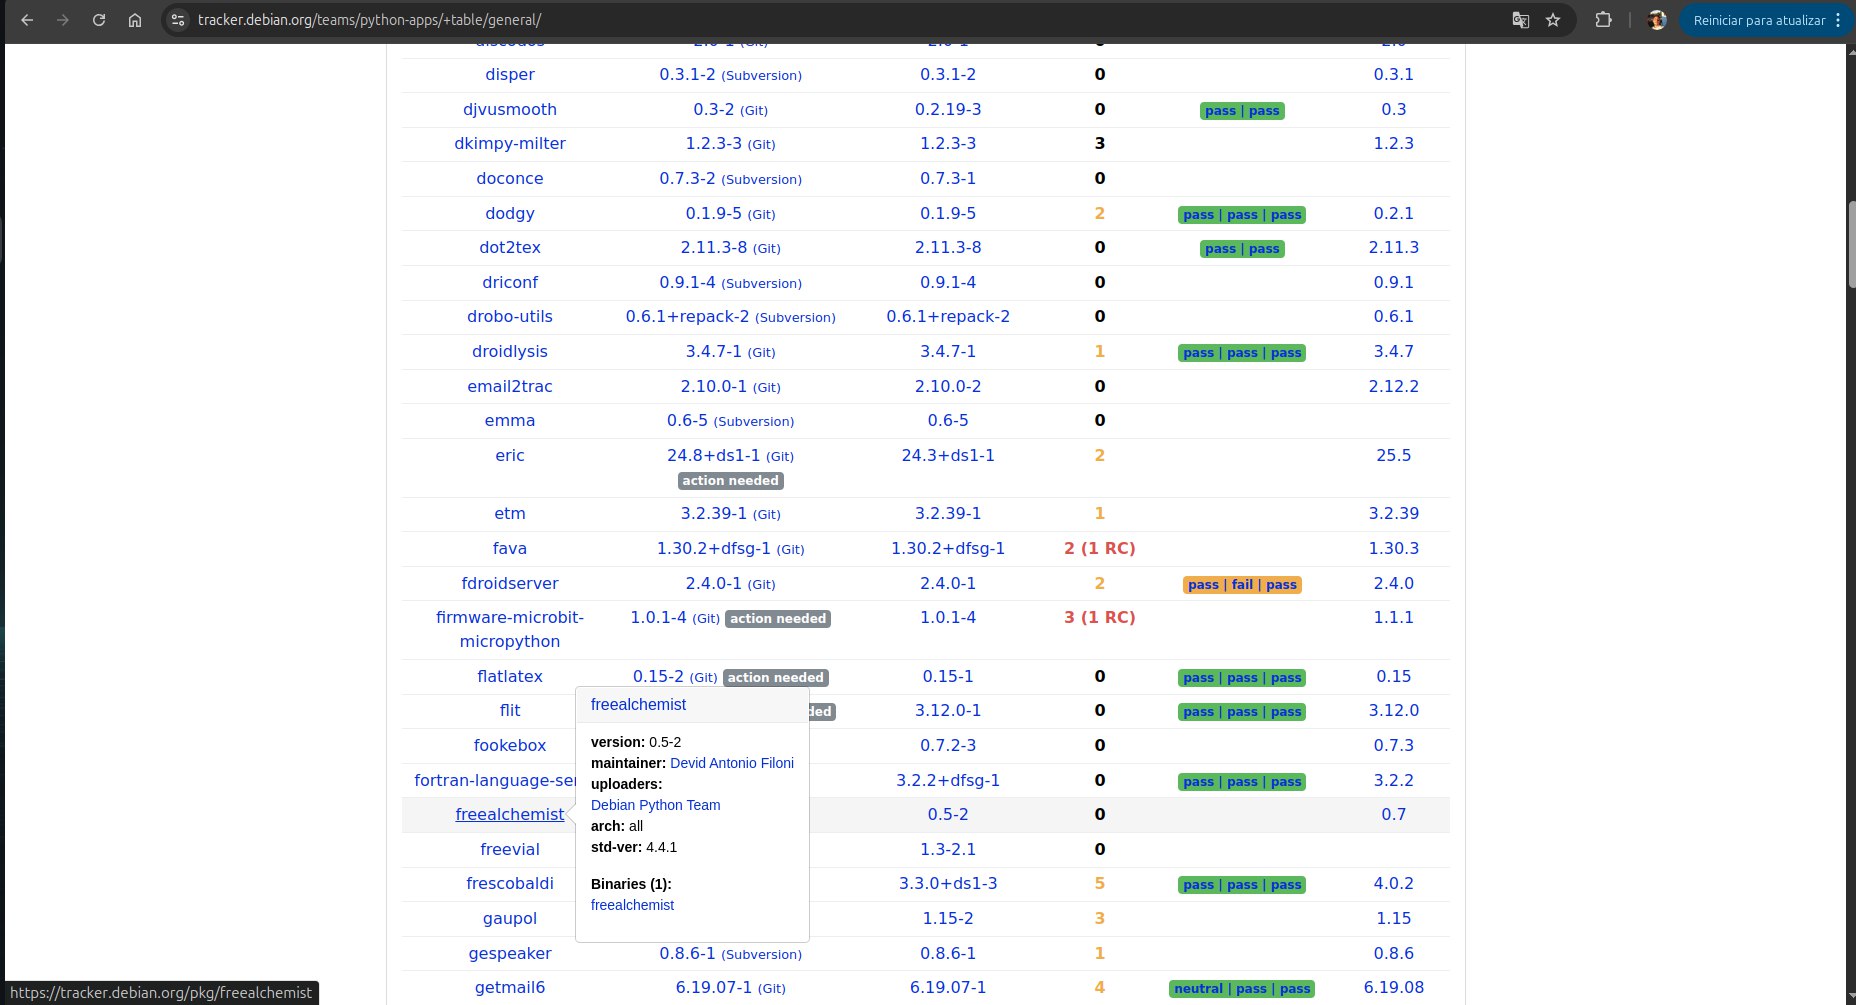 tracker.debian.org/teams/python-apps/+table/general/ Reiniciar para atualizar
disper 0.3.1-2 (Subversion) 0.3.1-2 0 0.3.1
djvusmooth 0.3-2 (Git) 0.2.19-3 0 pass | pass 0.3
dkimpy-milter 1.2.3-3 (Git) 1.2.3-3 3 1.2.3
doconce 0.7.3-2 (Subversion) 0.7.3-1 0
dodgy 0.1.9-5 (Git) 0.1.9-5 2 pass | pass | pass 0.2.1
dot2tex 2.11.3-8 (Git) 2.11.3-8 0 pass | pass 2.11.3
driconf 0.9.1-4 (Subversion) 0.9.1-4 0 0.9.1
drobo-utils 0.6.1+repack-2 (Subversion) 0.6.1+repack-2 0 0.6.1
droidlysis 3.4.7-1 (Git) 3.4.7-1 1 pass | pass | pass 3.4.7
email2trac 2.10.0-1 (Git) 2.10.0-2 0 2.12.2
emma 0.6-5 (Subversion) 0.6-5 0
eric 24.8+ds1-1 (Git) 24.3+ds1-1 2 25.5
action needed
etm 3.2.39-1 (Git) 3.2.39-1 1 3.2.39
fava 1.30.2+dfsg-1 (Git) 1.30.2+dfsg-1 2 (1 RC) 1.30.3
fdroidserver 2.4.0-1 (Git) 2.4.0-1 2 pass | fail | pass 2.4.0
firmware-microbit- 1.0.1-4 (Git) action needed 1.0.1-4 3 (1 RC) 1.1.1
micropython
flatlatex 0.15-2 (Git) action needed 0.15-1 0 pass | pass | pass 0.15
flit 3.12.0-1 0 pass | pass | pass 3.12.0
fookebox 0.7.2-3 0 0.7.3
fortran-language-se 3.2.2+dfsg-1 0 pass | pass | pass 3.2.2
freealchemist 0.5-2 0 0.7
freevial 1.3-2.1 0
frescobaldi 3.3.0+ds1-3 5 pass | pass | pass 4.0.2
gaupol 1.15-2 3 1.15
gespeaker 0.8.6-1 (Subversion) 0.8.6-1 1 0.8.6
getmail6 6.19.07-1 (Git) 6.19.07-1 4 neutral | pass | pass 6.19.08
freealchemist
version: 0.5-2
maintainer: Devid Antonio Filoni
uploaders:
Debian Python Team
arch: all
std-ver: 4.4.1
Binaries (1):
freealchemist
https://tracker.debian.org/pkg/freealchemist